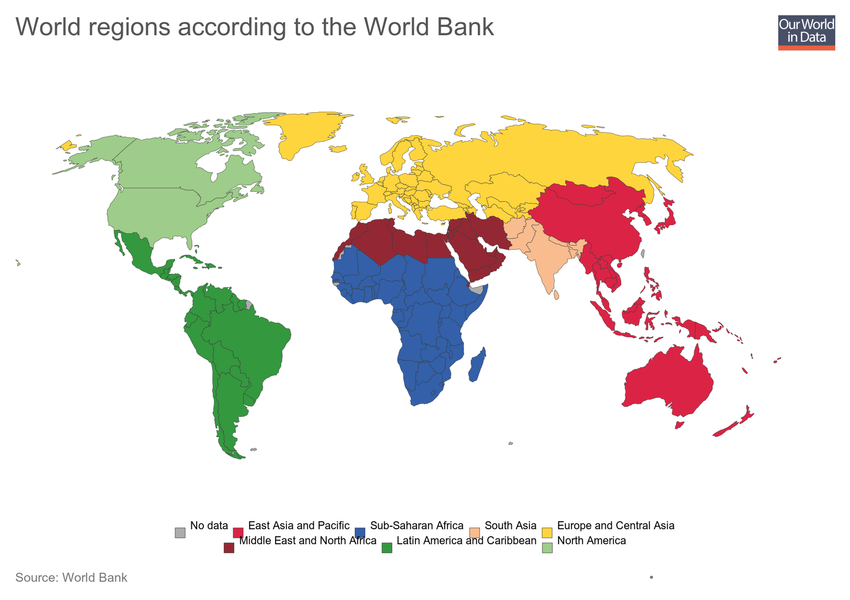 World regions according to the World Bank
Our World
in Data
No data
East Asia and Pacific
Sub-Saharan Africa
South Asia
Europe and Central Asia
Middle East and North Africa
Latin America and Caribbean
North America
Source: World Bank